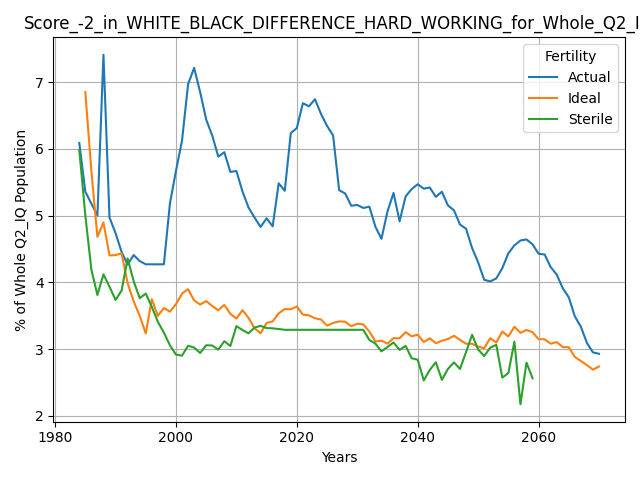 Score_-2_in_WHITE_BLACK_DIFFERENCE_HARD_WORKING_for_Whole_Q2_I
Fertility
Actual
Ideal
Sterile
% of Whole Q2_IQ Population
7
6
5
4
3
2
1980 2000 2020 2040 2060
Years